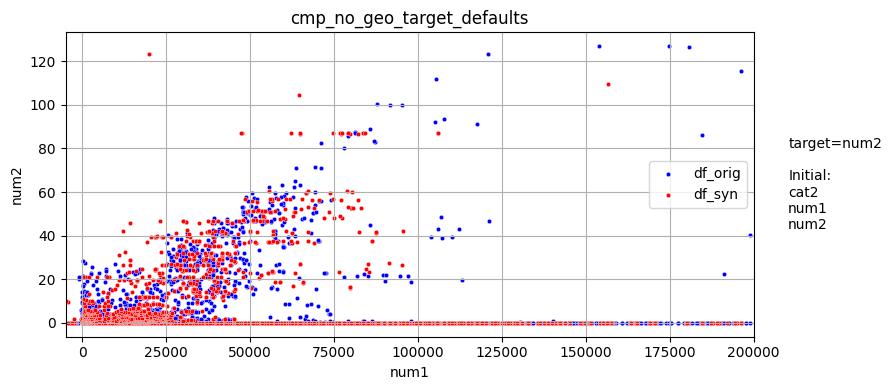 cmp_no_geo_target_defaults
120
100
80
60
40
20
0
num2
0
25000
50000
75000
100000
125000
150000
175000
200000
num1
df_orig
df_syn
target=num2
Initial:
cat2
num1
num2